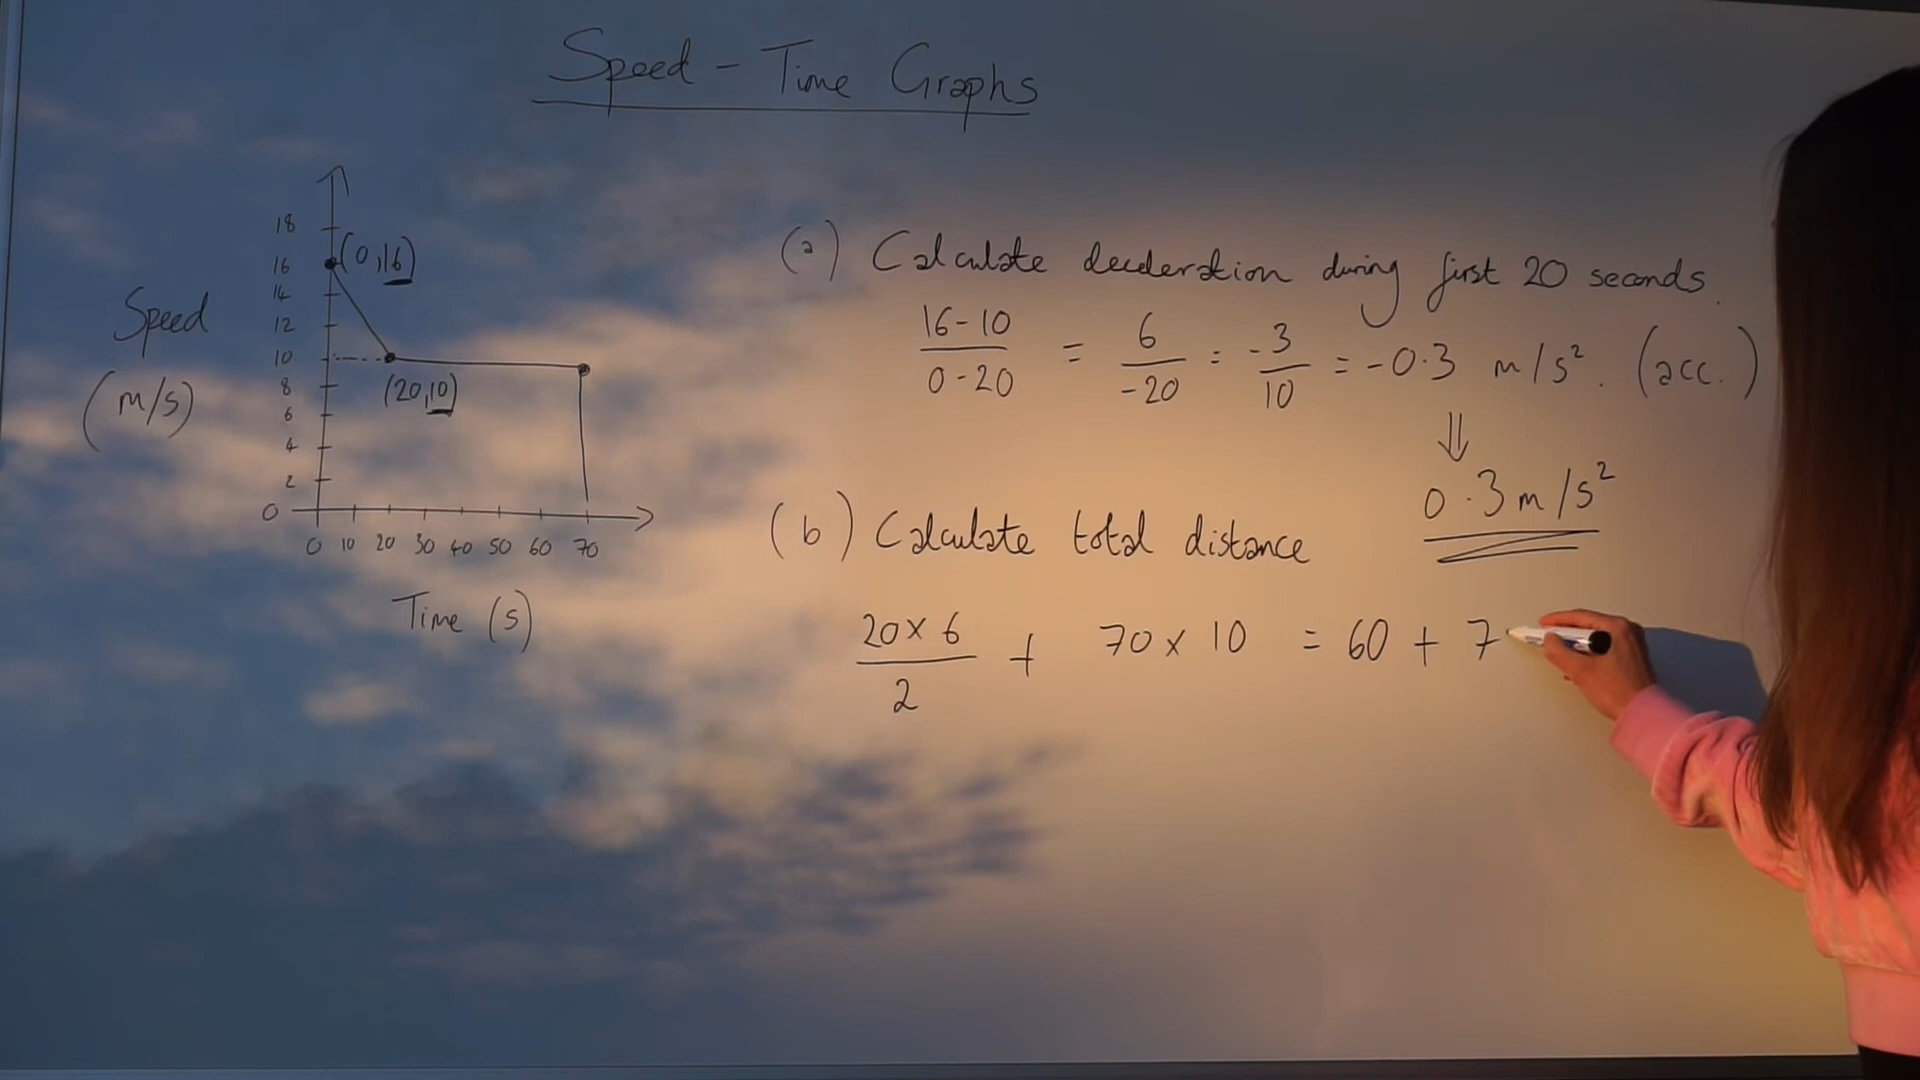 Speed - Time Graphs
18
16
14
12
10
8
6
4
2
0
(0,16)
(20,10)
Speed
(m/s)
0 10 20 30 40 50 60 70
Time (s)
(a) Calculate deceleration during first 20 seconds.
16-10
0-20
=
6
-20
=
-3
10
= -0.3 m/s². (acc.)
⇓
0.3 m/s²
(b) Calculate total distance
20 × 6
2
+ 70 × 10 = 60 + 7